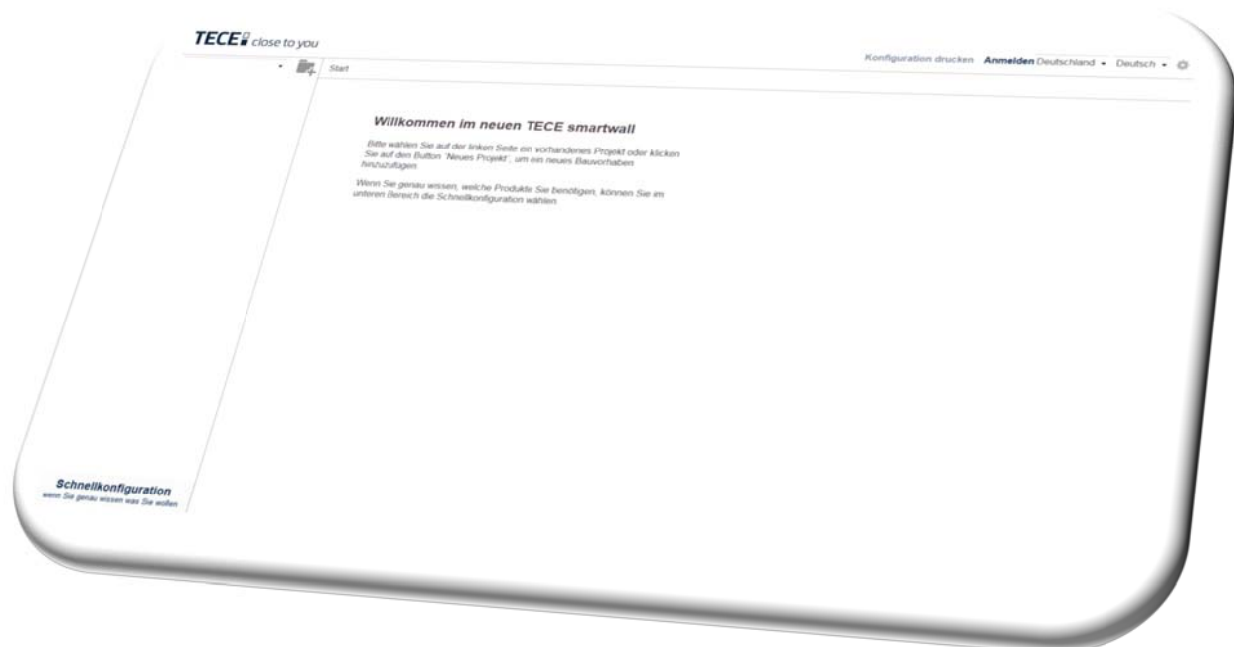 TECE close to you
Konfiguration drucken Anmelden Deutschland Deutsch
Start
Willkommen im neuen TECE smartwall
Bitte wählen Sie auf der linken Seite ein vorhandenes Projekt oder klicken
Sie auf den Button "Neues Projekt", um ein neues Bauvorhaben
hinzuzufügen.
Wenn Sie genau wissen, welche Produkte Sie benötigen, können Sie im
unteren Bereich die Schnellkonfiguration wählen.
Schnellkonfiguration
wenn Sie genau wissen was Sie wollen